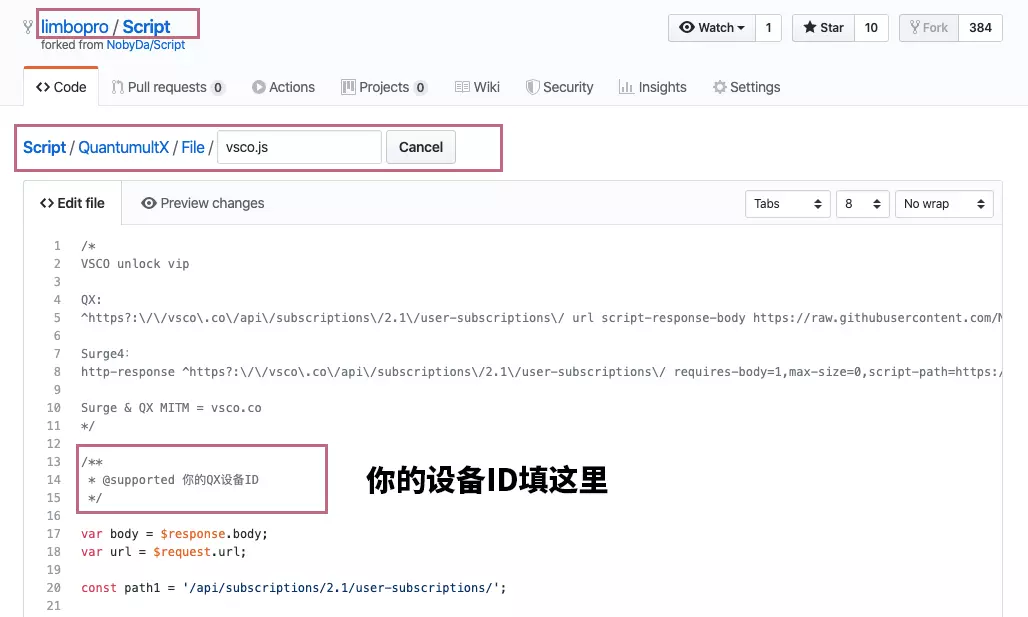 limbopro / Script
Watch 1 Star 10 Fork 384
forked from NobyDa/Script
Code Pull requests 0 Actions Projects 0 Wiki Security Insights Settings
Script / QuantumultX / File / vsco.js Cancel
Edit file Preview changes Tabs 8 No wrap
1 /*
2 VSCO unlock vip
3
4 QX:
5 ^https?:\/\/vsco\.co\/api\/subscriptions\/2.1\/user-subscriptions\/ url script-response-body https://raw.githubusercontent.com/N
6
7 Surge4:
8 http-response ^https?:\/\/vsco\.co\/api\/subscriptions\/2.1\/user-subscriptions\/ requires-body=1,max-size=0,script-path=https:/
9
10 Surge & QX MITM = vsco.co
11 */
12
13 /**
14 * @supported 你的QX设备ID
你的设备ID填这里
15 */
16
17 var body = $response.body;
18 var url = $request.url;
19
20 const path1 = '/api/subscriptions/2.1/user-subscriptions/';
21